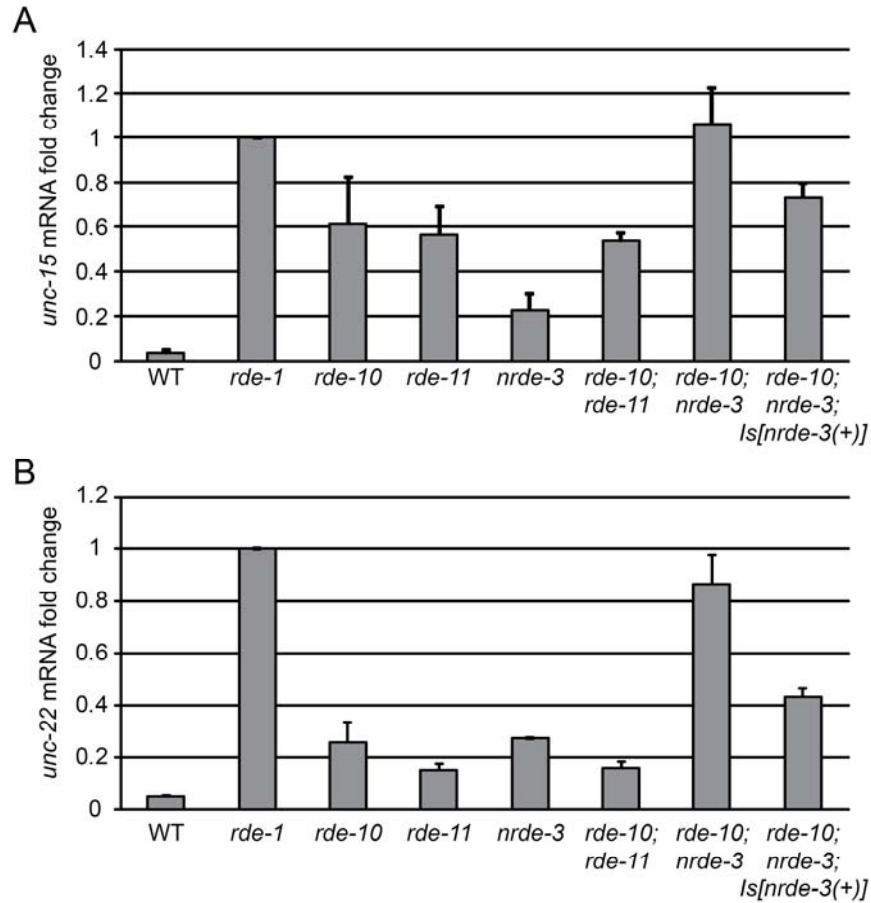 A
unc-15 mRNA fold change
1.4
1.2
1
0.8
0.6
0.4
0.2
0
WT
rde-1
rde-10
rde-11
nrde-3
rde-10;
rde-11
rde-10;
nrde-3
rde-10;
nrde-3;
Is[nrde-3(+)]
B
unc-22 mRNA fold change
1.2
1
0.8
0.6
0.4
0.2
0
WT
rde-1
rde-10
rde-11
nrde-3
rde-10;
rde-11
rde-10;
nrde-3
rde-10;
nrde-3;
Is[nrde-3(+)]